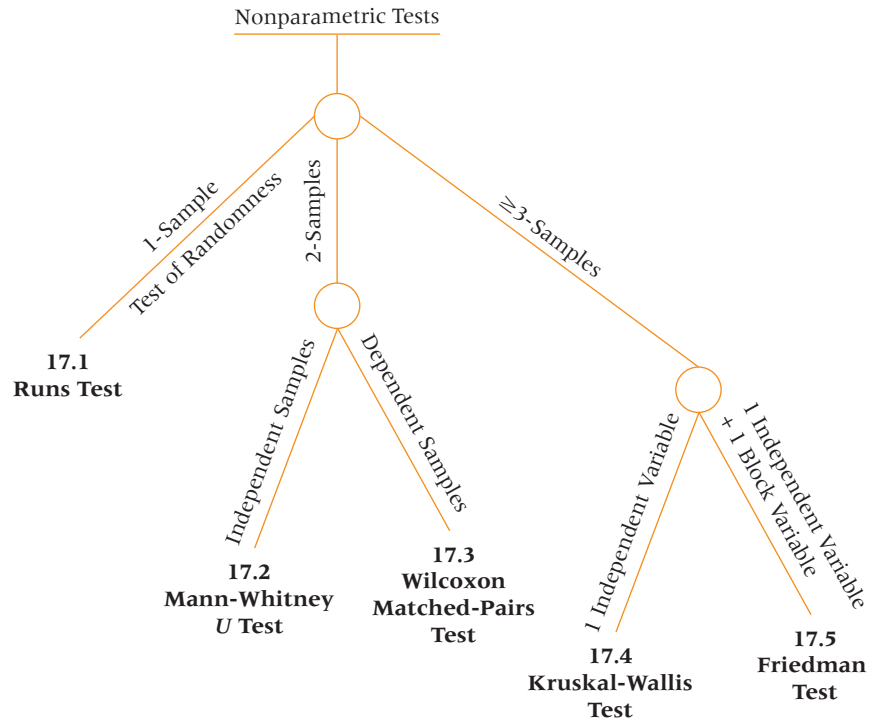 Nonparametric Tests
1-Sample
Test of Randomness
2-Samples
≥3-Samples
17.1
Runs Test
Independent Samples
Dependent Samples
1 Independent Variable
1 Independent Variable
+ 1 Block Variable
17.2
Mann-Whitney
U Test
17.3
Wilcoxon
Matched-Pairs
Test
17.4
Kruskal-Wallis
Test
17.5
Friedman
Test